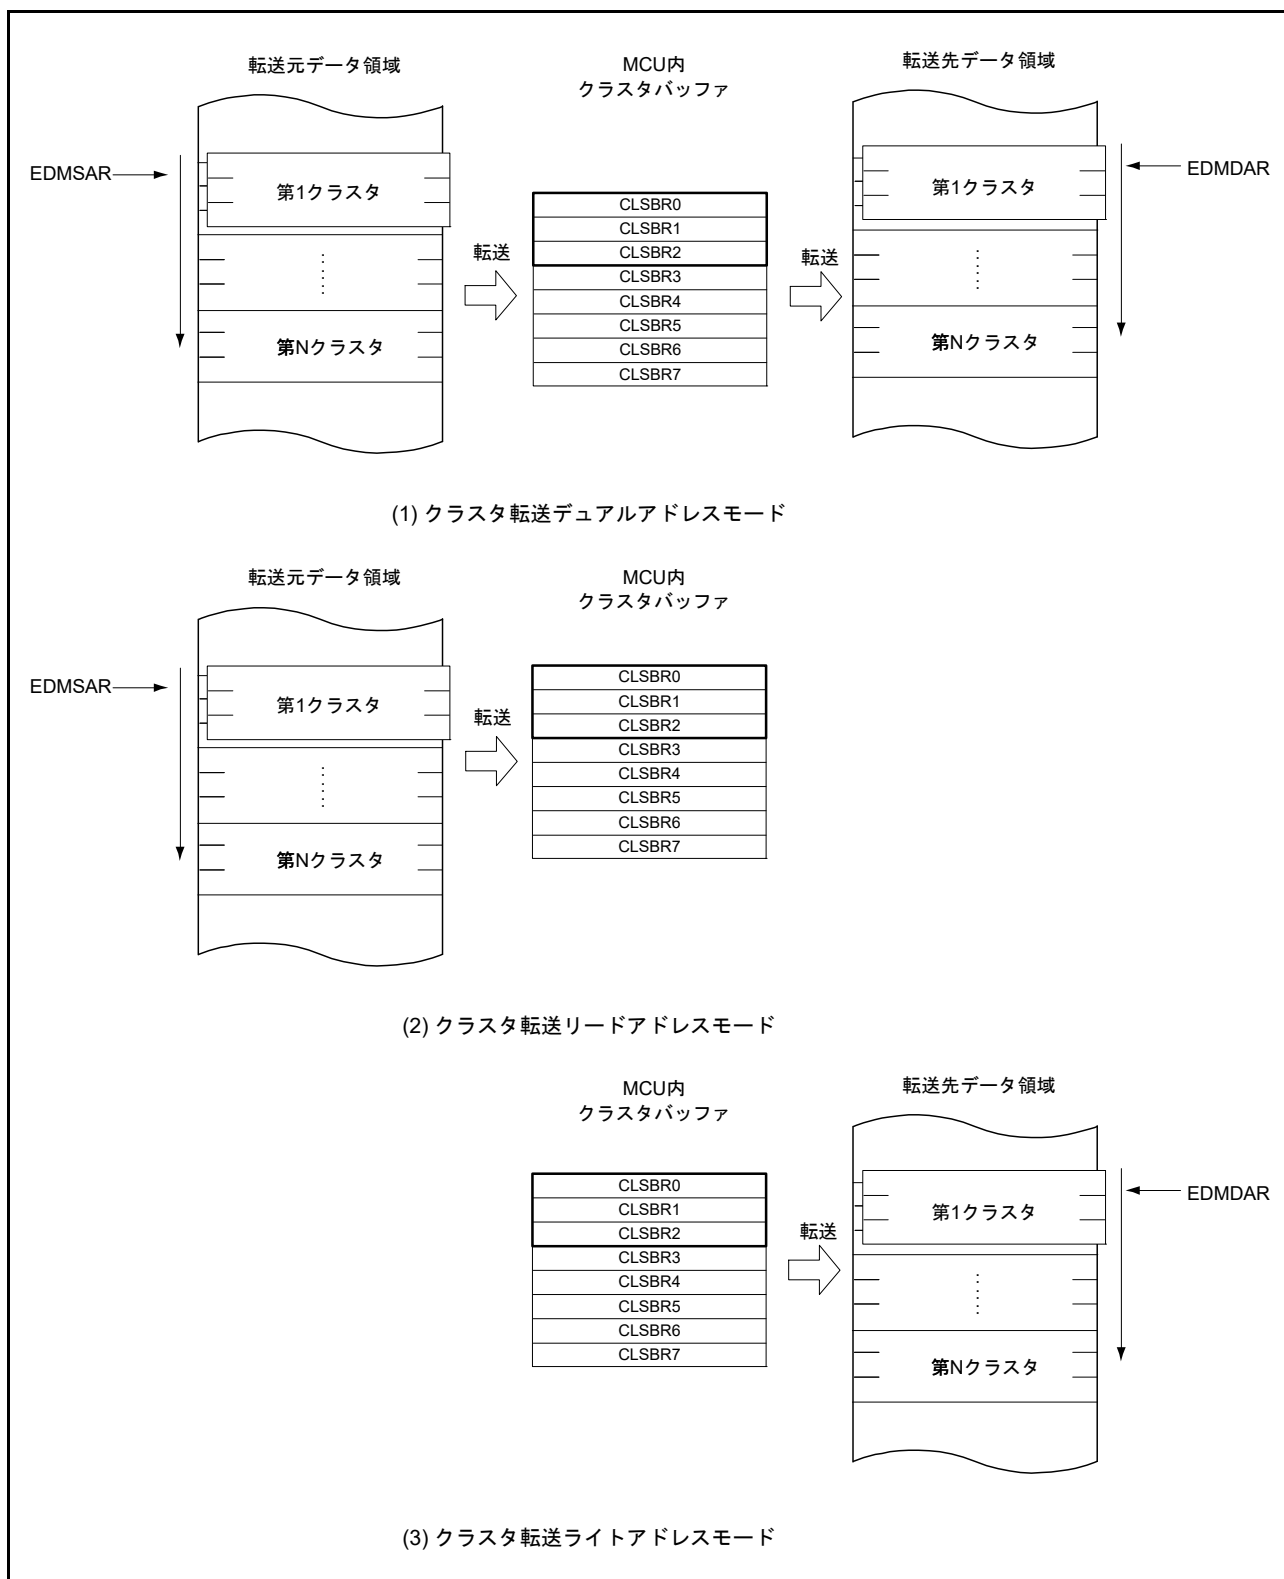 転送元データ領域
MCU内
クラスタバッファ
転送先データ領域
EDMSAR
第1クラスタ
第Nクラスタ
転送
CLSBR0
CLSBR1
CLSBR2
CLSBR3
CLSBR4
CLSBR5
CLSBR6
CLSBR7
転送
第1クラスタ
第Nクラスタ
EDMDAR
(1) クラスタ転送デュアルアドレスモード
転送元データ領域
MCU内
クラスタバッファ
EDMSAR
第1クラスタ
第Nクラスタ
転送
CLSBR0
CLSBR1
CLSBR2
CLSBR3
CLSBR4
CLSBR5
CLSBR6
CLSBR7
(2) クラスタ転送リードアドレスモード
MCU内
クラスタバッファ
転送先データ領域
CLSBR0
CLSBR1
CLSBR2
CLSBR3
CLSBR4
CLSBR5
CLSBR6
CLSBR7
転送
第1クラスタ
第Nクラスタ
EDMDAR
(3) クラスタ転送ライトアドレスモード